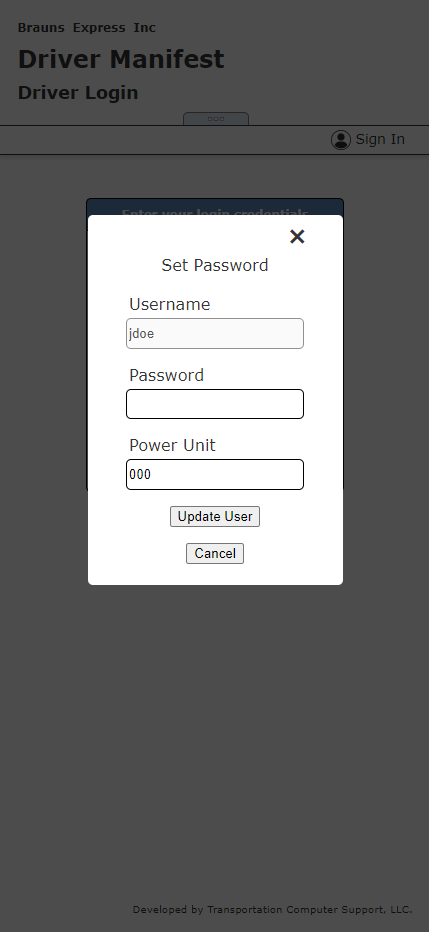 Brauns Express Inc
Driver Manifest
Driver Login
Sign In
Enter your login credentials
Set Password
Username
jdoe
Password
Power Unit
000
Update User
Cancel
Developed by Transportation Computer Support, LLC.